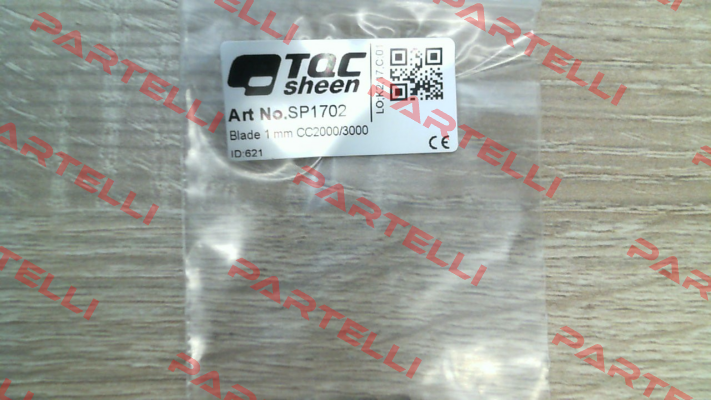 TQC
sheen
Art No.SP1702
Blade 1 mm CC2000/3000
ID:621
CE
PARTELLI
PARTELLI
PARTELLI
PARTELLI
PARTELLI
PARTELLI
PARTELLI